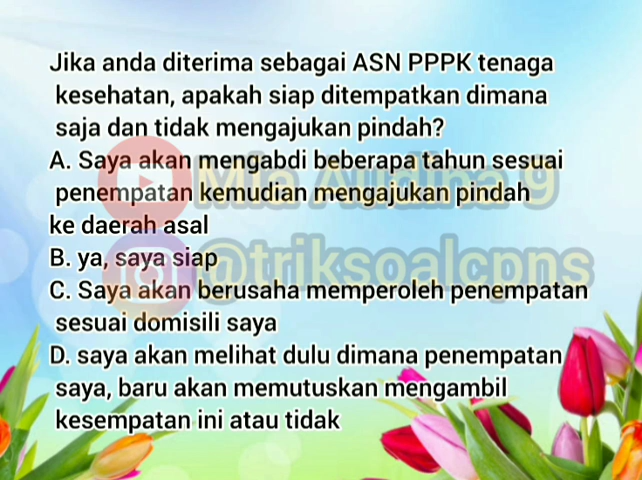 Jika anda diterima sebagai ASN PPPK tenaga
kesehatan, apakah siap ditempatkan dimana
saja dan tidak mengajukan pindah?
A. Saya akan mengabdi beberapa tahun sesuai
penempatan kemudian mengajukan pindah
ke daerah asal
B. ya, saya siap
C. Saya akan berusaha memperoleh penempatan
sesuai domisili saya
D. saya akan melihat dulu dimana penempatan
saya, baru akan memutuskan mengambil
kesempatan ini atau tidak
Mia Audina 9
@triksoalcpns